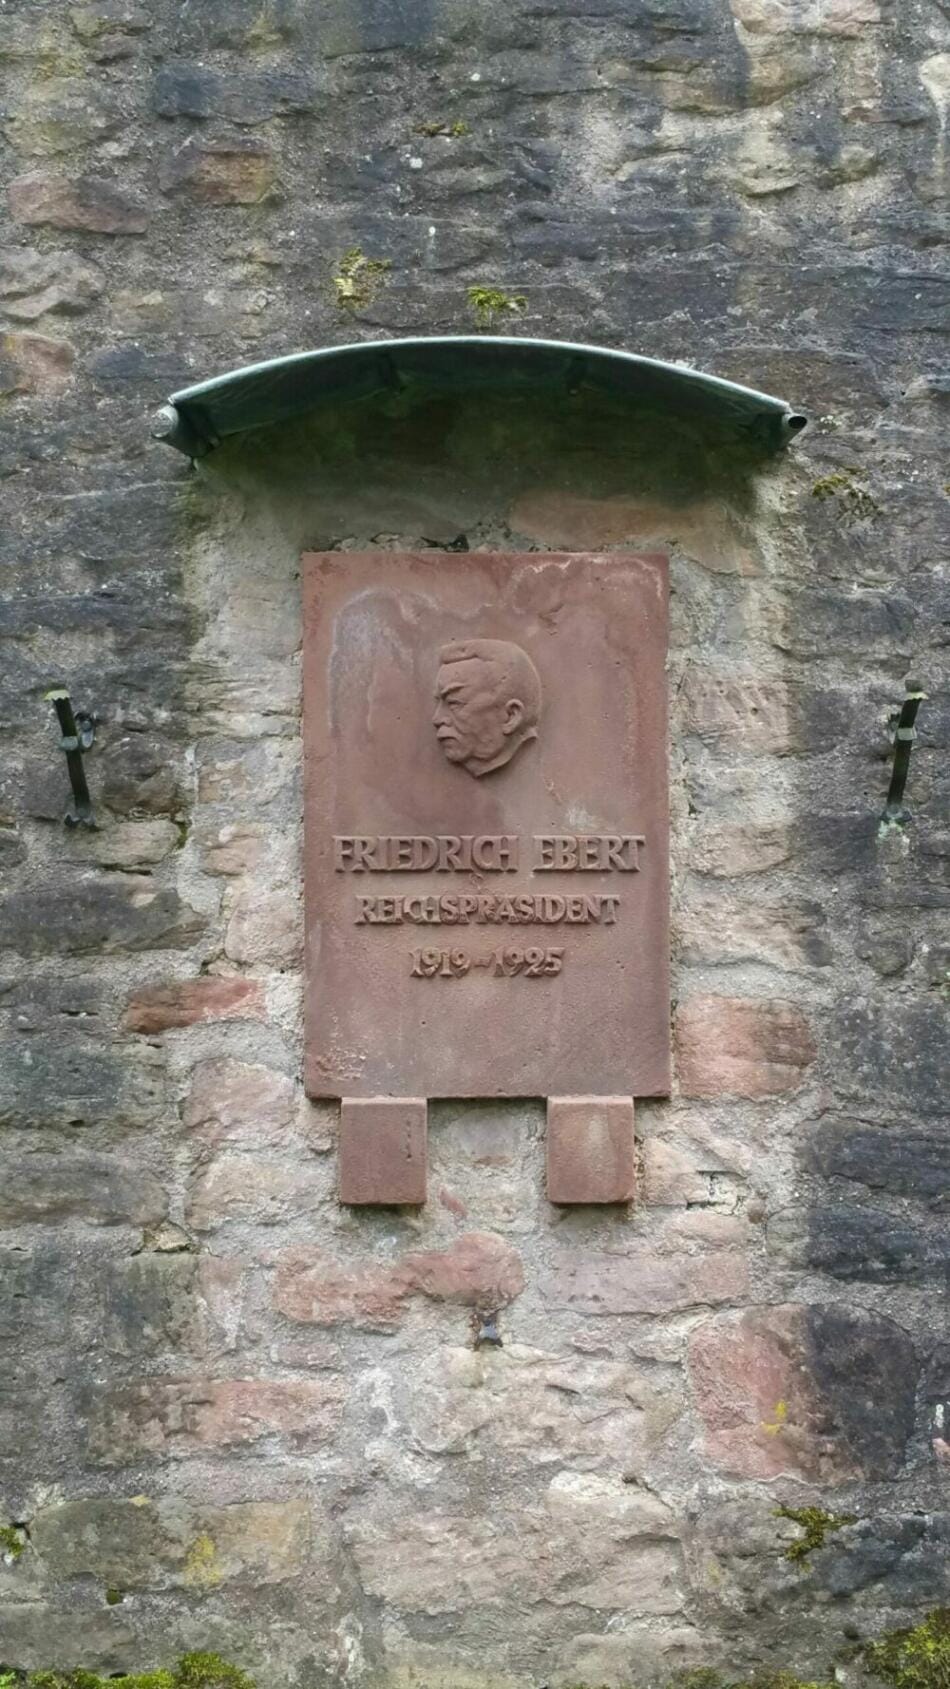 FRIEDRICH EBERT
REICHSPRÄSIDENT
1919-1925